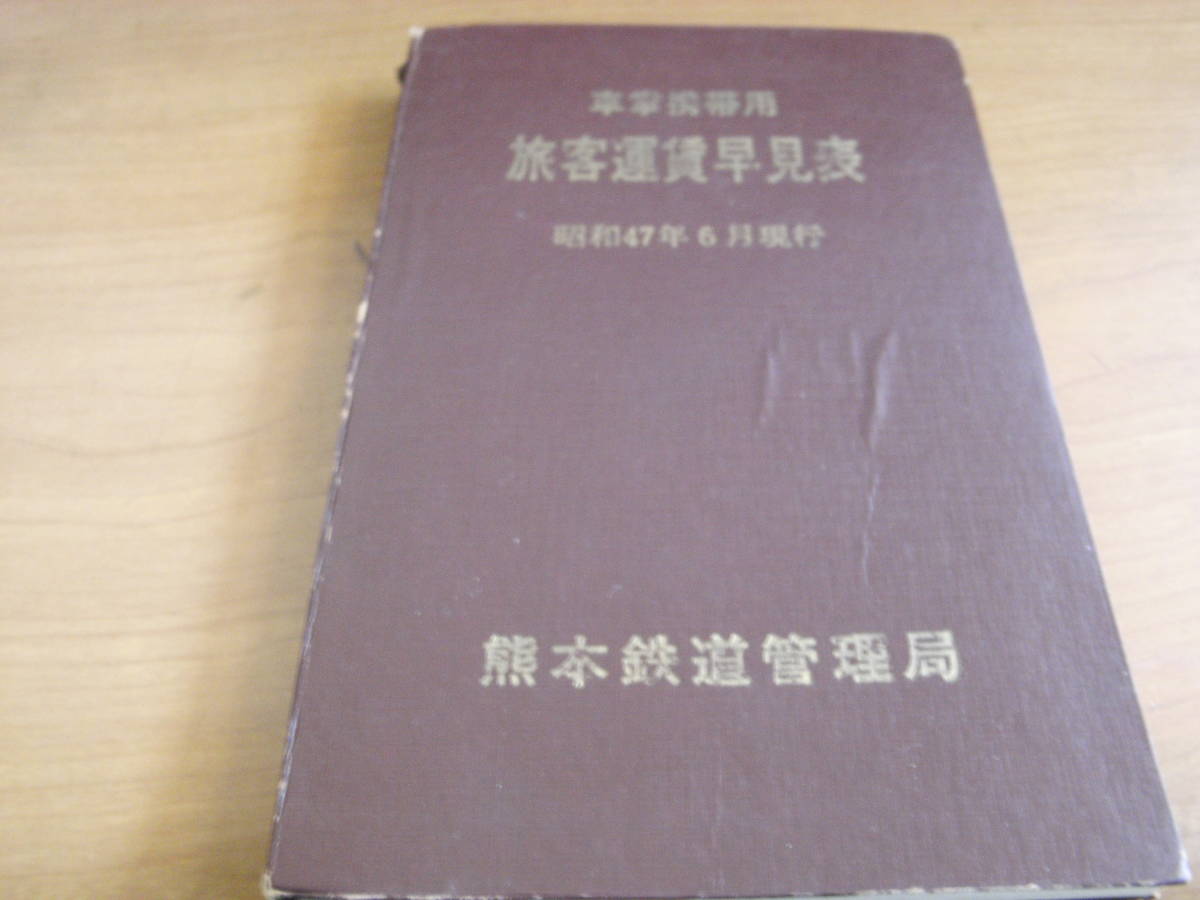 車掌携帯用
旅客運賃早見表
昭和47年6月現行
熊本鉄道管理局